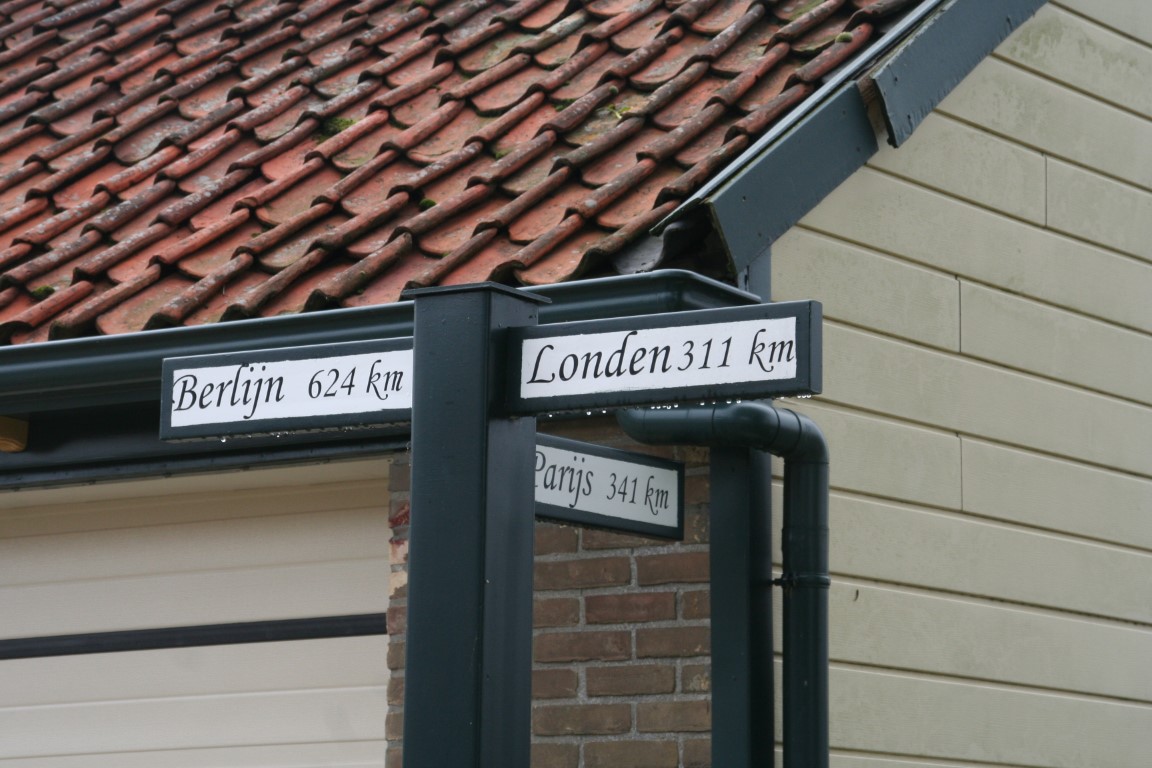 Berlijn 624 km
Londen 311 km
Parijs 341 km